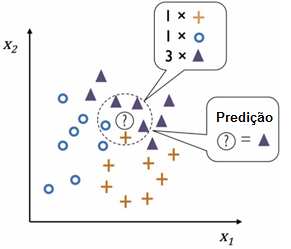 1 ×
1 ×
3 ×
x₂
?
Predição
? =
x₁